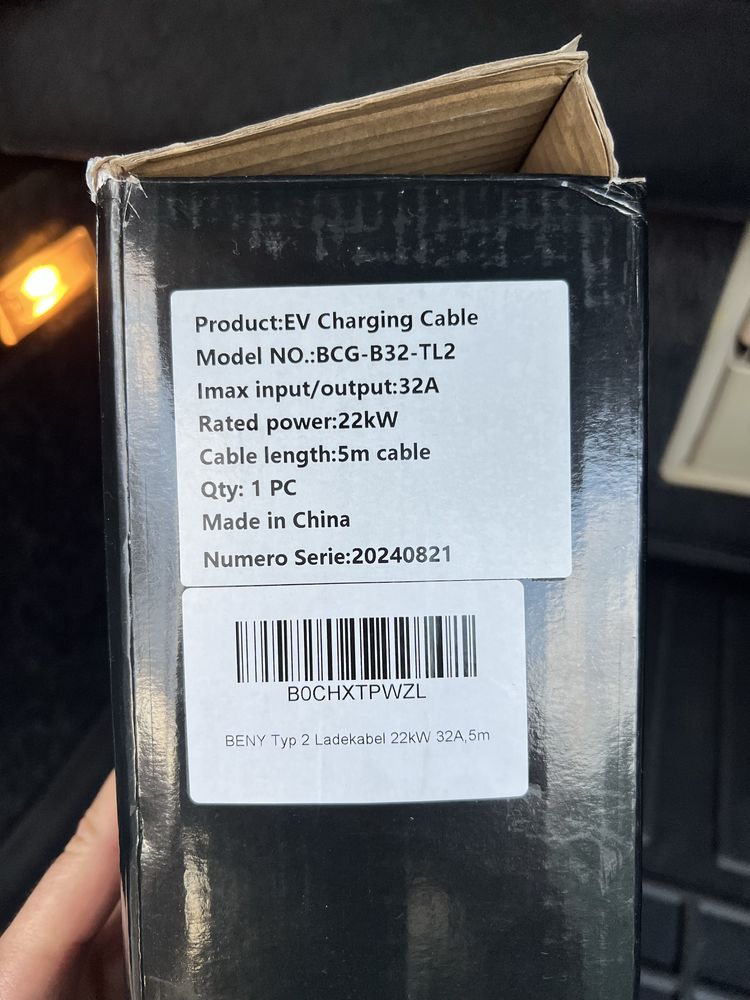 Product:EV Charging Cable
Model NO.:BCG-B32-TL2
Imax input/output:32A
Rated power:22kW
Cable length:5m cable
Qty: 1 PC
Made in China
Numero Serie:20240821
B0CHXTPWZL
BENY Typ 2 Ladekabel 22kW 32A,5m